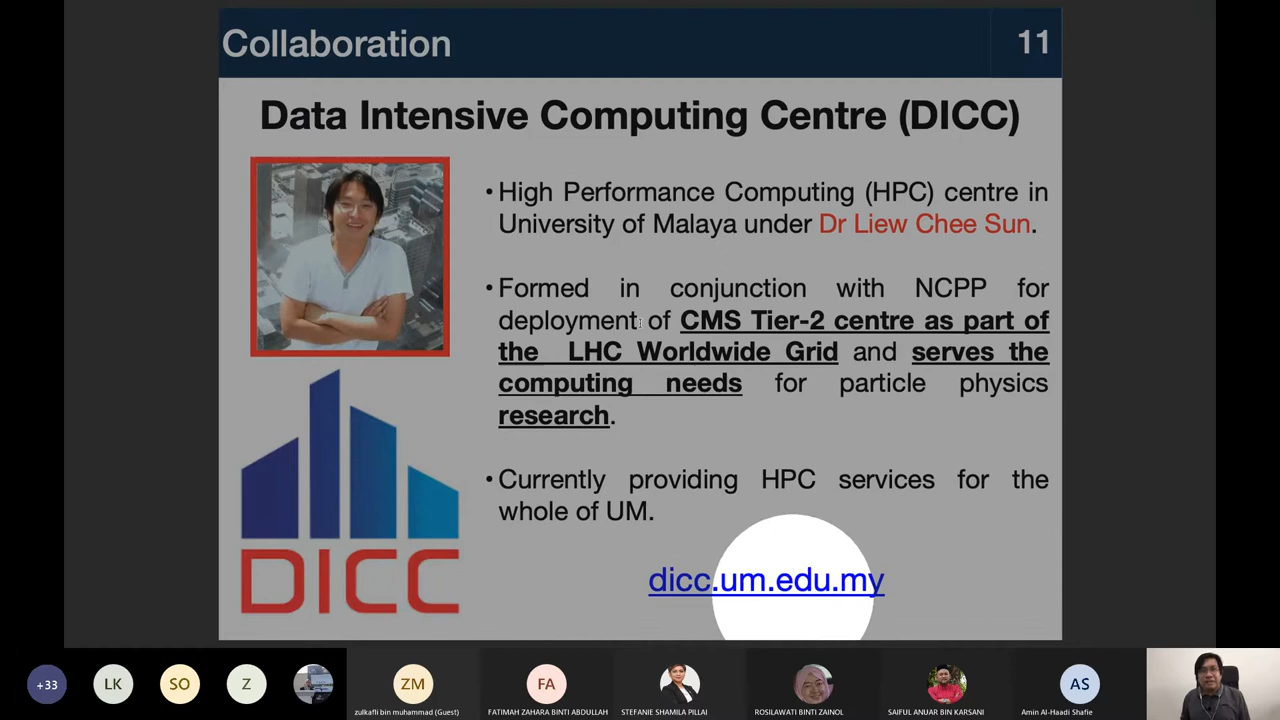 Collaboration
11
Data Intensive Computing Centre (DICC)
• High Performance Computing (HPC) centre in
University of Malaya under Dr Liew Chee Sun.
• Formed in conjunction with NCPP for
deployment of CMS Tier-2 centre as part of
the LHC Worldwide Grid and serves the
computing needs for particle physics
research.
• Currently providing HPC services for the
whole of UM.
DICC
dicc.um.edu.my
+33
LK
SO
Z
ZM
zulkafli bin muhammad (Guest)
FA
FATIMAH ZAHARA BINTI ABDULLAH
STEFANIE SHAMILA PILLAI
ROSILAWATI BINTI ZAINOL
SAIFUL ANUAR BIN KARSANI
AS
Amin Al-Haadi Shafie